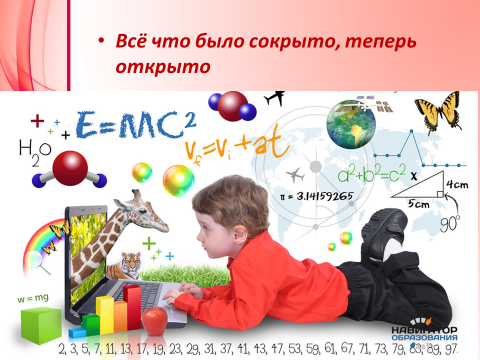 • Всё что было сокрыто, теперь
открыто
E=MC²
H₂O
vf=vi+at
a²+b²=c²
x
4cm
5cm
90°
π = 3.14159265
w = mg
НАВИГАТОР
ОБРАЗОВАНИЯ
2, 3, 5, 7, 11, 13, 17, 19, 23, 29, 31, 37, 41, 43, 47, 53, 59, 61, 67, 71, 73, 79, 83, 89, 97.